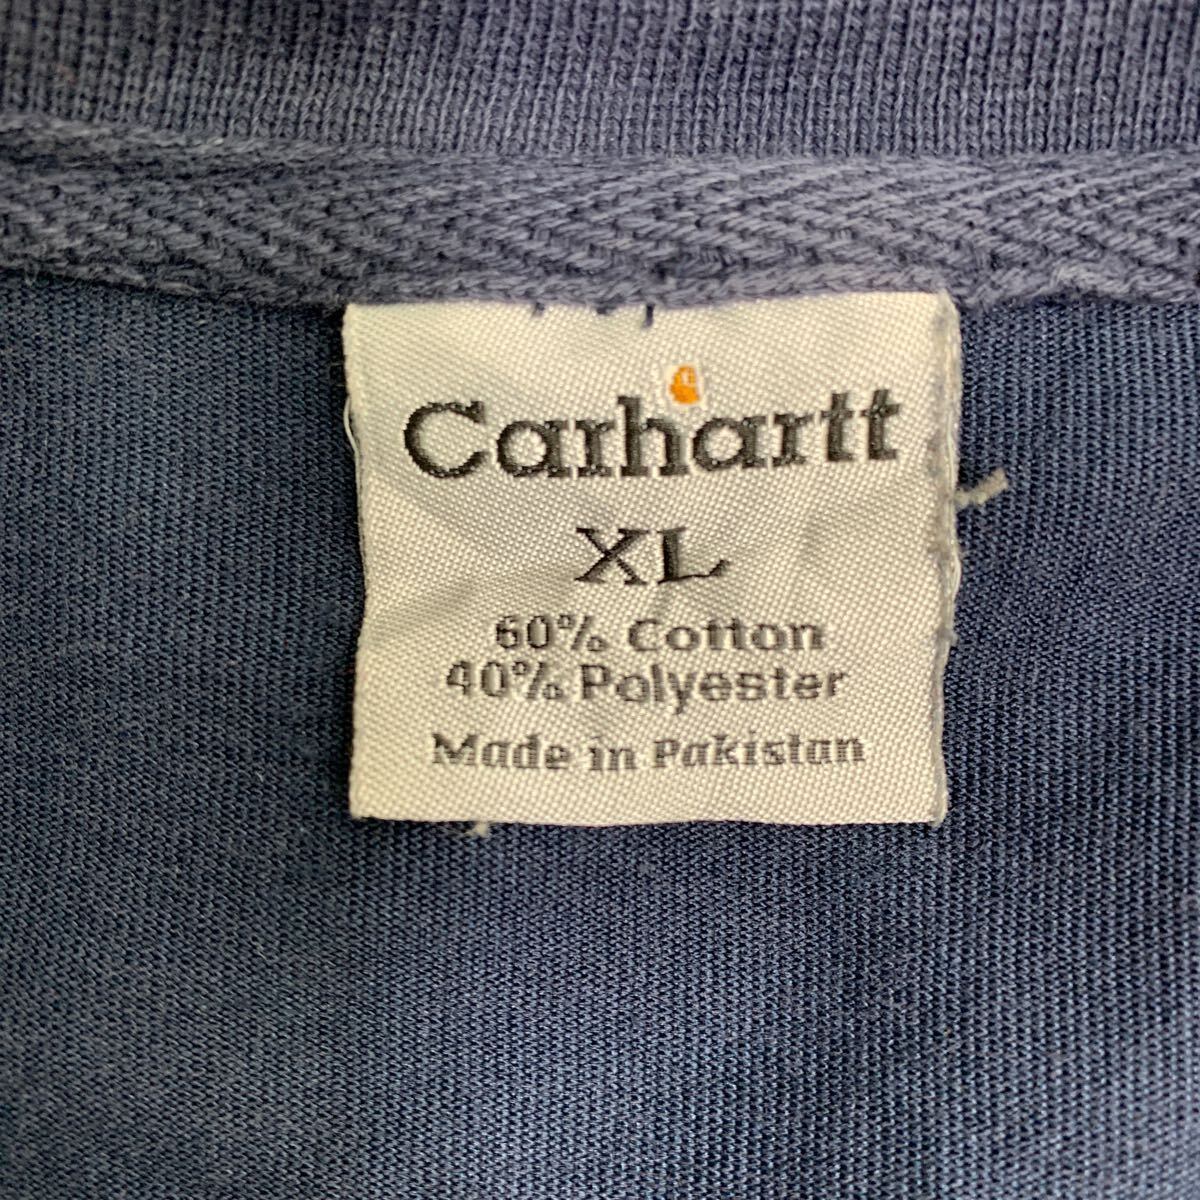 Carhartt
XL
60% Cotton
40% Polyester
Made in Pakistan